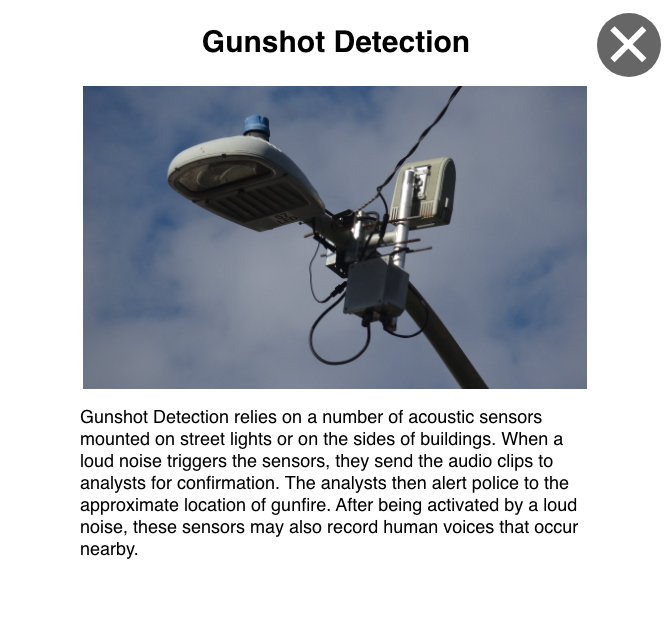 Gunshot Detection
Gunshot Detection relies on a number of acoustic sensors
mounted on street lights or on the sides of buildings. When a
loud noise triggers the sensors, they send the audio clips to
analysts for confirmation. The analysts then alert police to the
approximate location of gunfire. After being activated by a loud
noise, these sensors may also record human voices that occur
nearby.